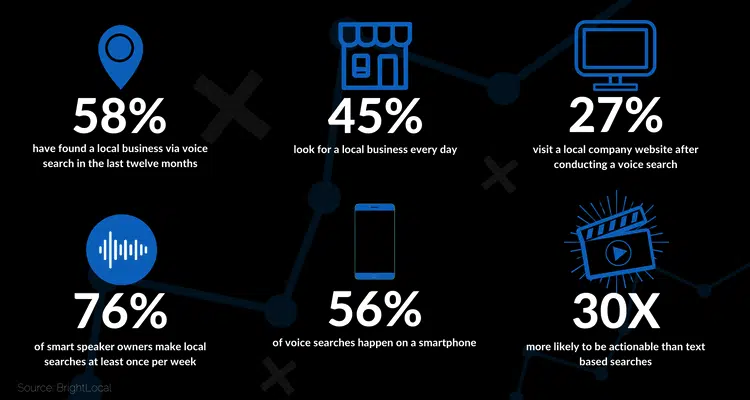 58%
have found a local business via voice
search in the last twelve months
45%
look for a local business every day
27%
visit a local company website after
conducting a voice search
76%
of smart speaker owners make local
searches at least once per week
56%
of voice searches happen on a smartphone
30X
more likely to be actionable than text
based searches
Source: BrightLocal